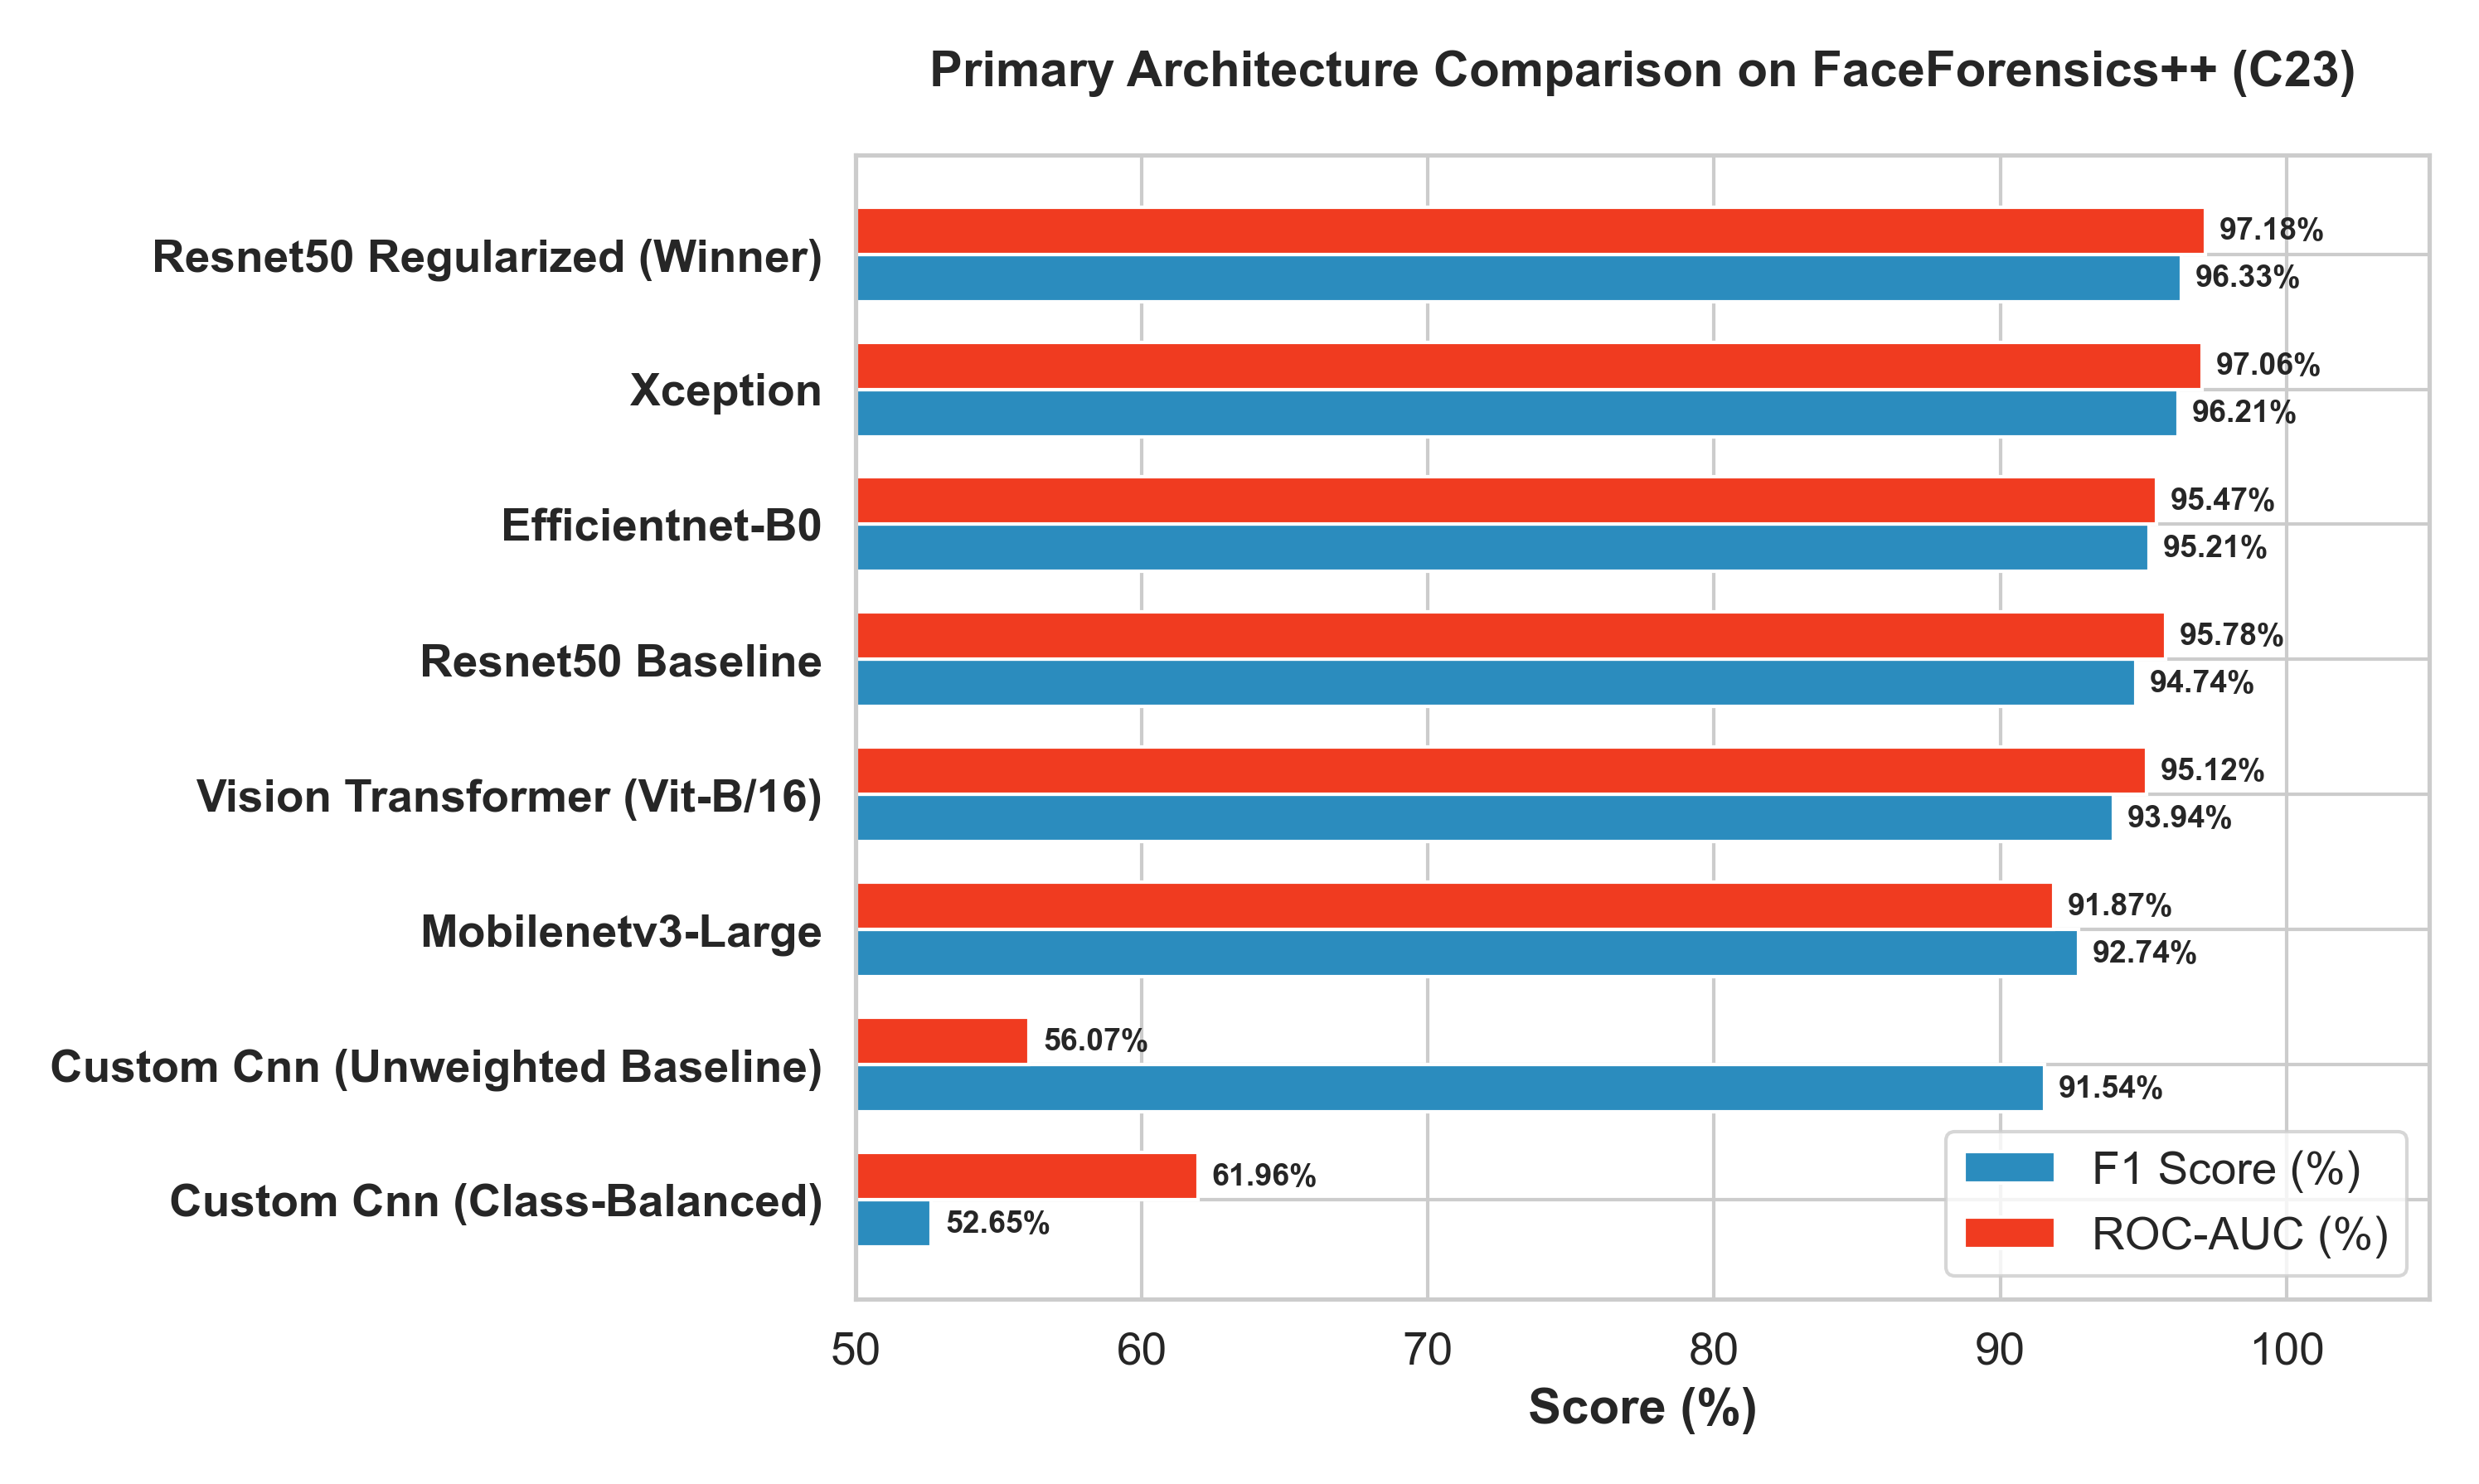 Primary Architecture Comparison on FaceForensics++ (C23)
Resnet50 Regularized (Winner)
97.18%
96.33%
Xception
97.06%
96.21%
Efficientnet-B0
95.47%
95.21%
Resnet50 Baseline
95.78%
94.74%
Vision Transformer (Vit-B/16)
95.12%
93.94%
Mobilenetv3-Large
91.87%
92.74%
Custom Cnn (Unweighted Baseline)
56.07%
91.54%
Custom Cnn (Class-Balanced)
61.96%
52.65%
F1 Score (%)
ROC-AUC (%)
50 60 70 80 90 100
Score (%)